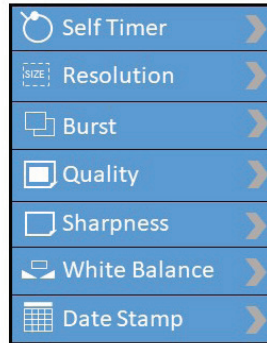 Self Timer
SIZE Resolution
Burst
Quality
Sharpness
White Balance
Date Stamp